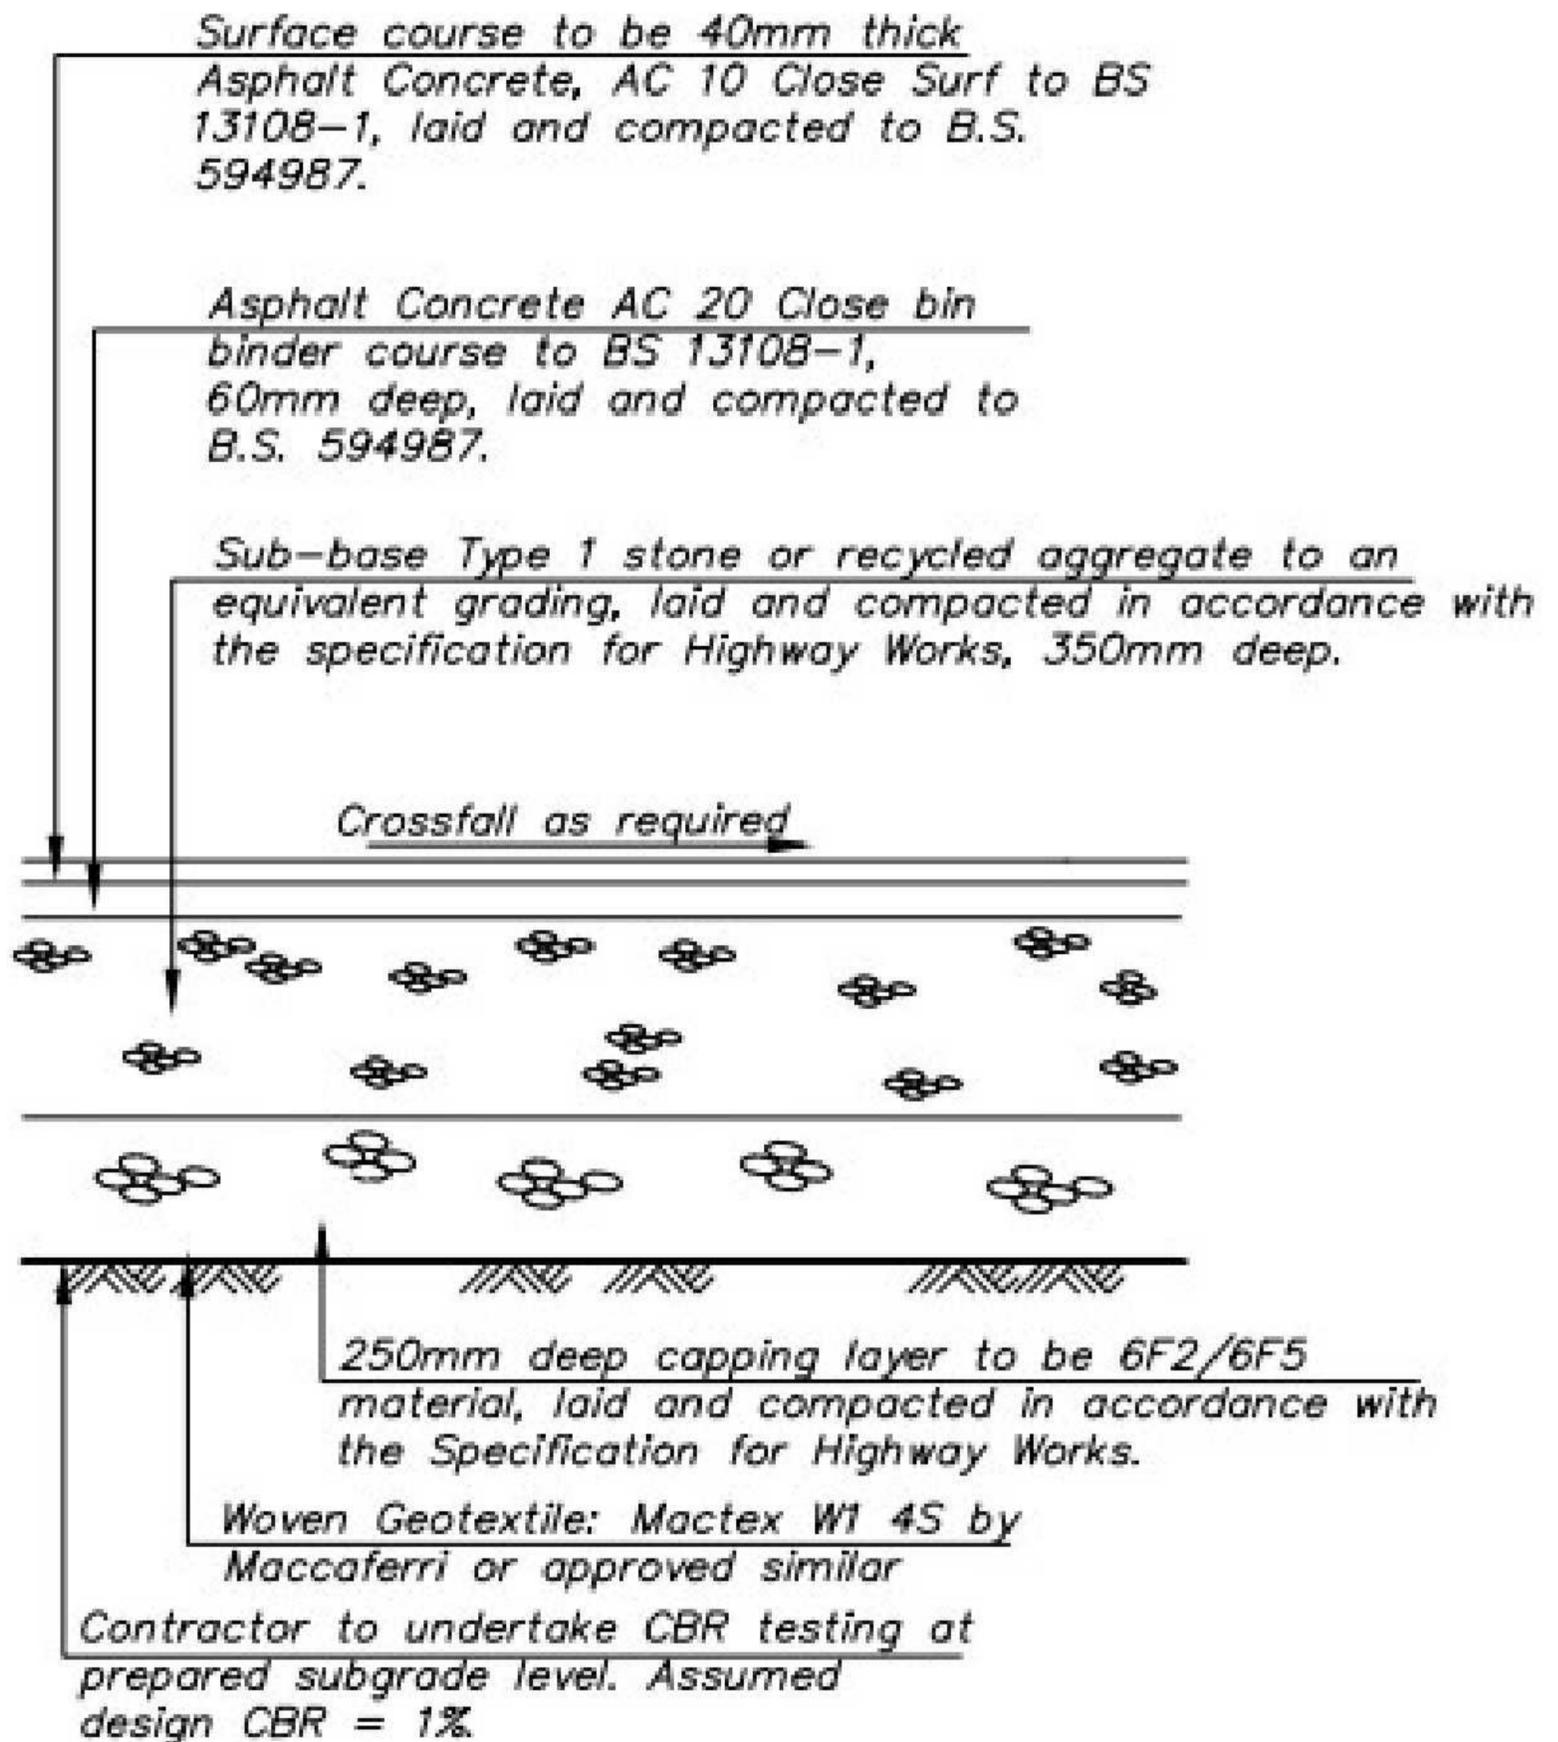 Surface course to be 40mm thick
Asphalt Concrete, AC 10 Close Surf to BS
13108-1, laid and compacted to B.S.
594987.
Asphalt Concrete AC 20 Close bin
binder course to BS 13108-1,
60mm deep, laid and compacted to
B.S. 594987.
Sub-base Type 1 stone or recycled aggregate to an
equivalent grading, laid and compacted in accordance with
the specification for Highway Works, 350mm deep.
Crossfall as required
250mm deep capping layer to be 6F2/6F5
material, laid and compacted in accordance with
the Specification for Highway Works.
Woven Geotextile: Mactex W1 4S by
Maccaferri or approved similar
Contractor to undertake CBR testing at
prepared subgrade level. Assumed
design CBR = 1%.